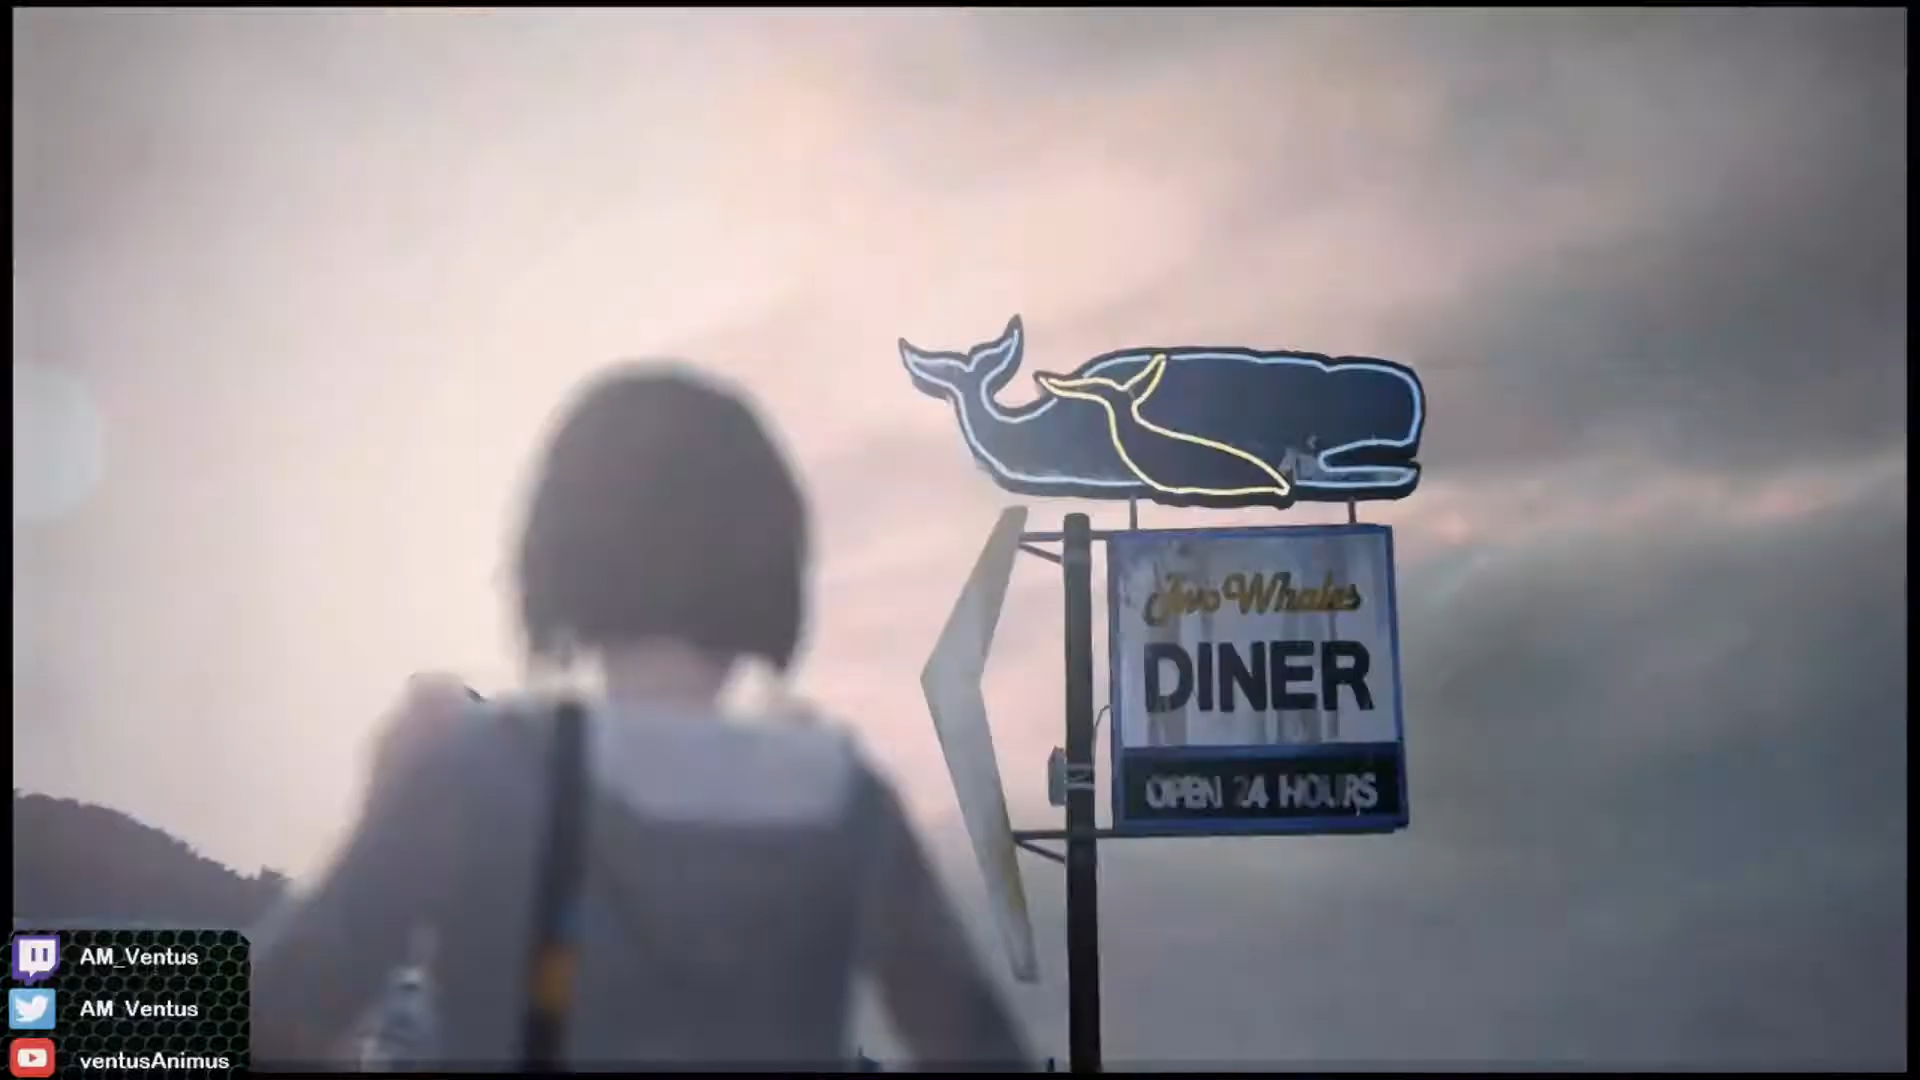 Two Whales
DINER
OPEN 24 HOURS
AM_Ventus
AM_Ventus
ventusAnimus